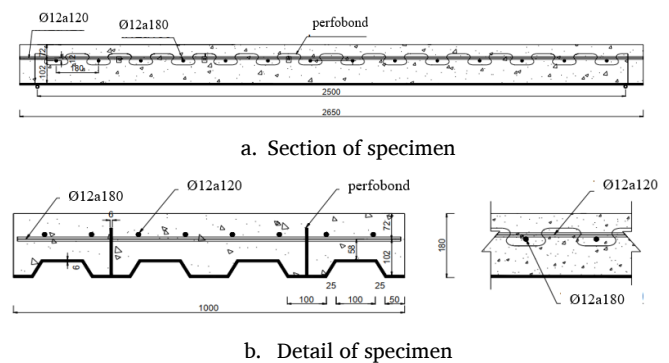 Ø12a120 Ø12a180 perfobond
72
102
180
2500
2650
a. Section of specimen
Ø12a180 Ø12a120 perfobond Ø12a120
6
72
58
102
180
6
25 25
100 100 50
1000
Ø12a180
b. Detail of specimen